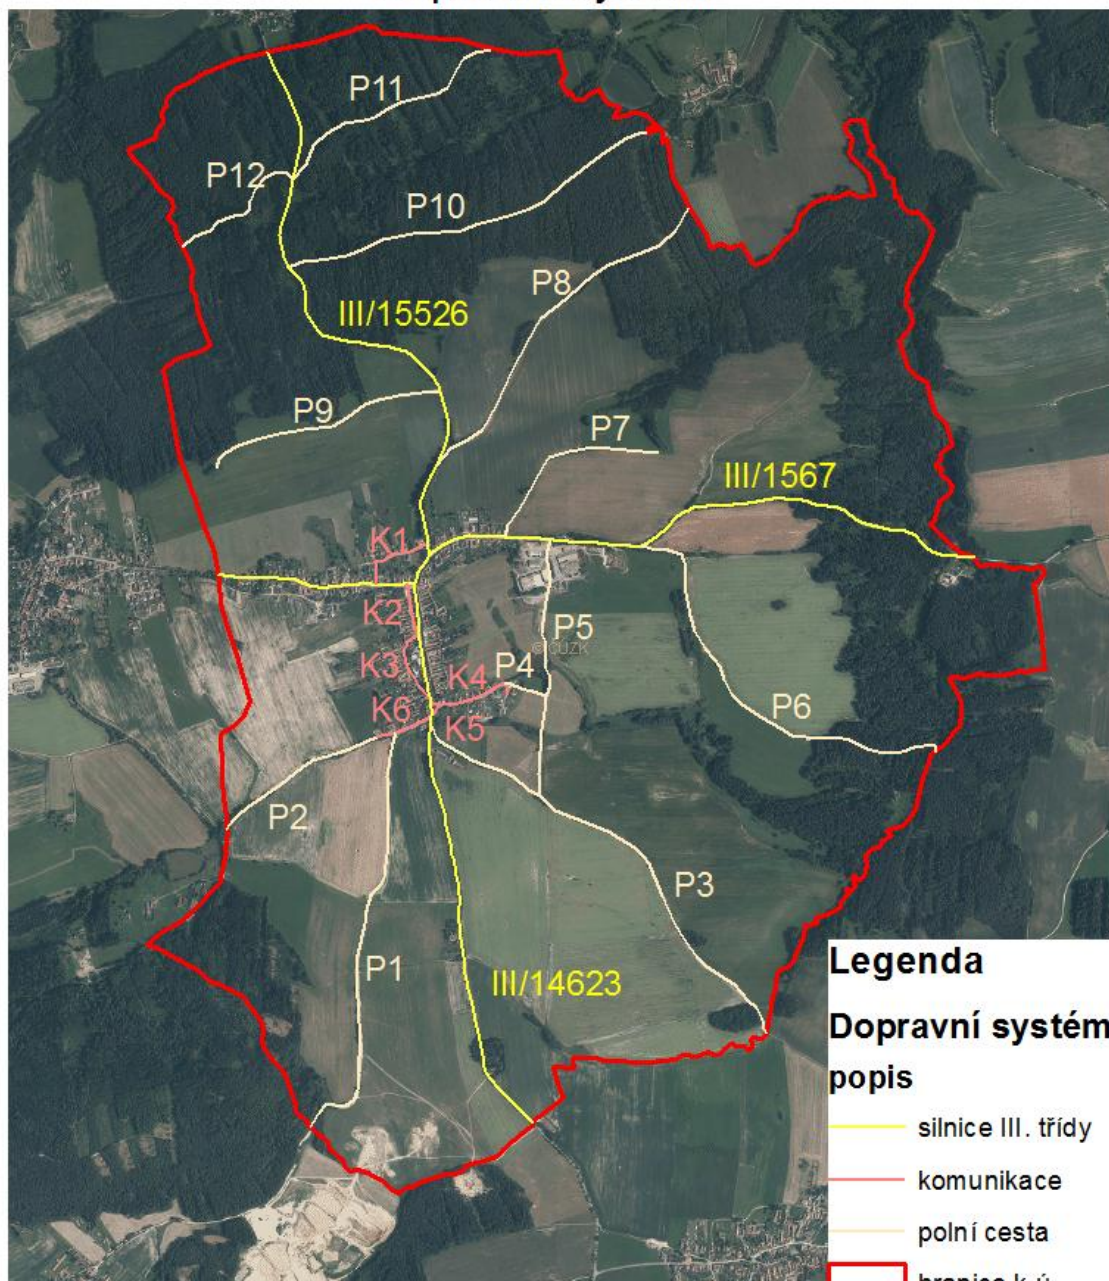 P11
P12
P10
P8
III/15526
P9
P7
III/1567
K1
K2
P5
© ČÚZK
K3
P4
K4
K6
K5
P6
P2
P3
P1
III/14623
Legenda
Dopravní systém
popis
silnice III. třídy
komunikace
polní cesta